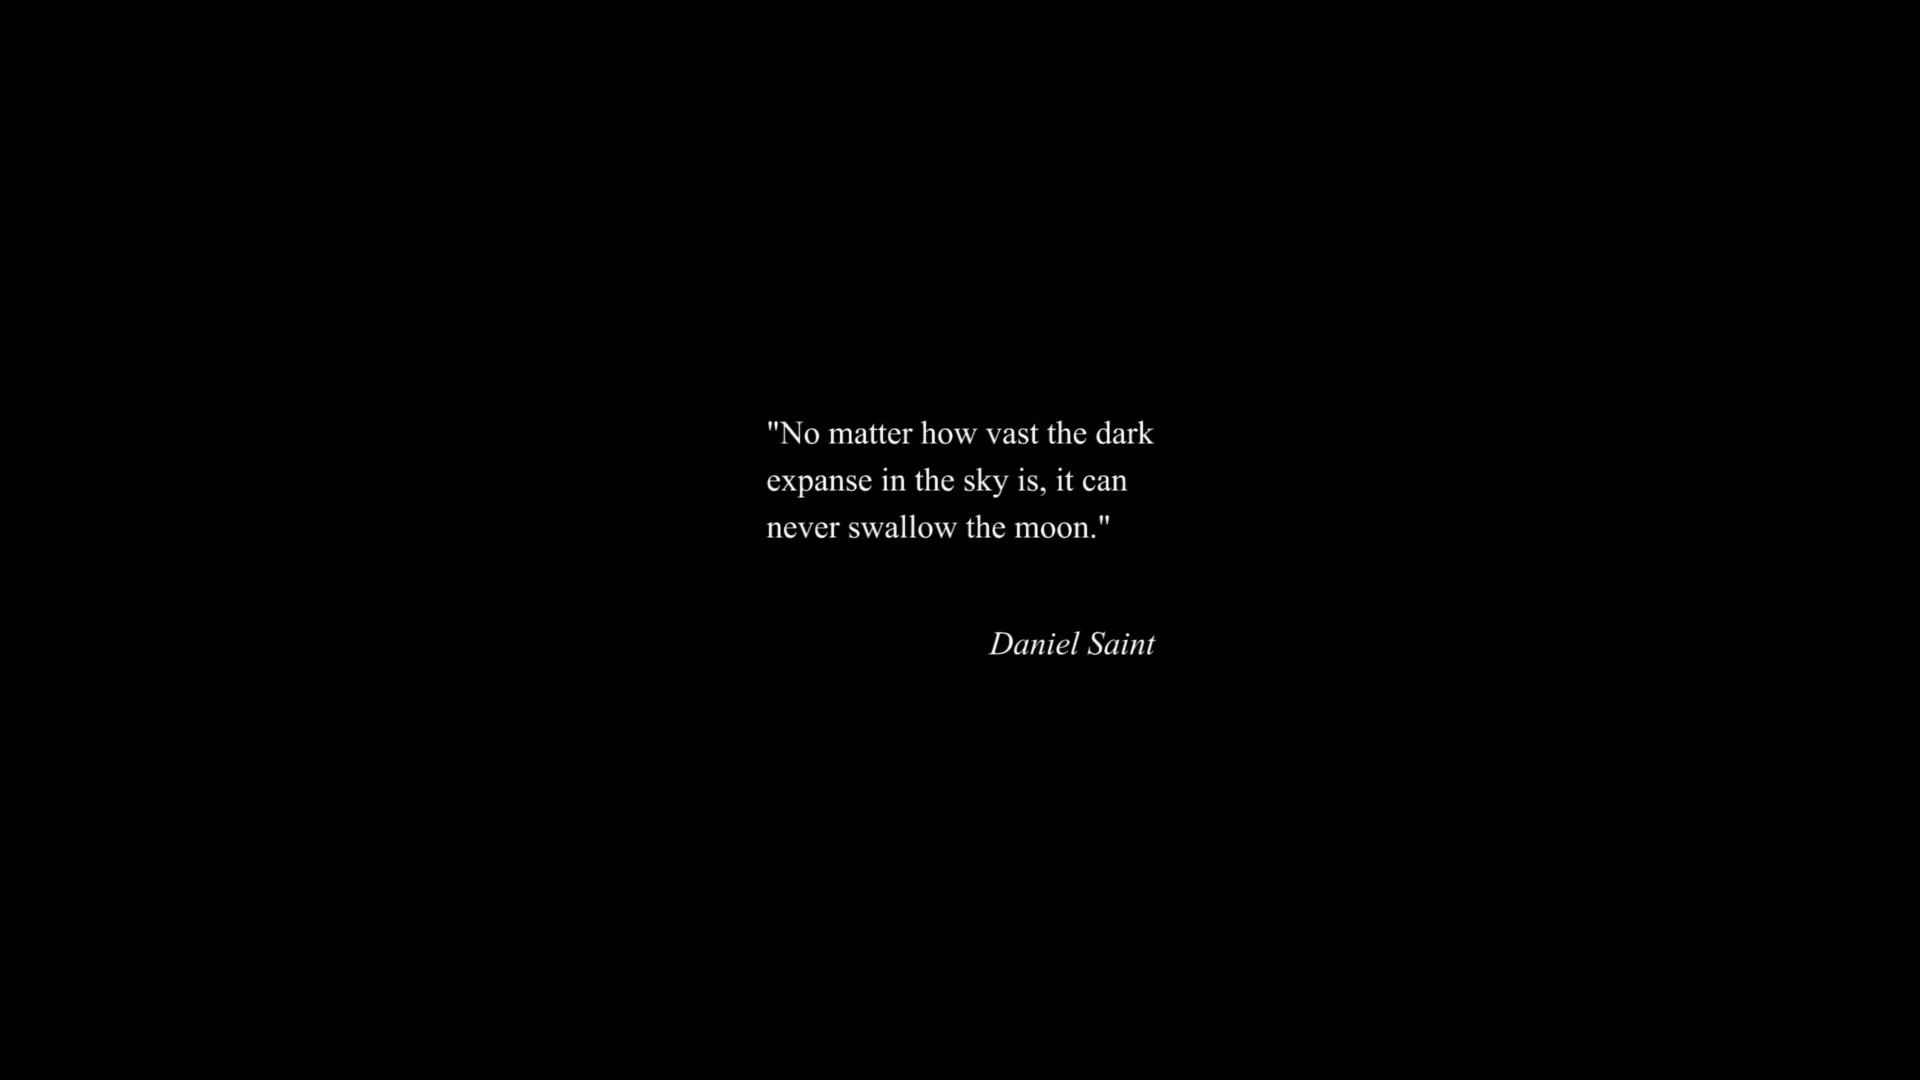 "No matter how vast the dark
expanse in the sky is, it can
never swallow the moon."
Daniel Saint